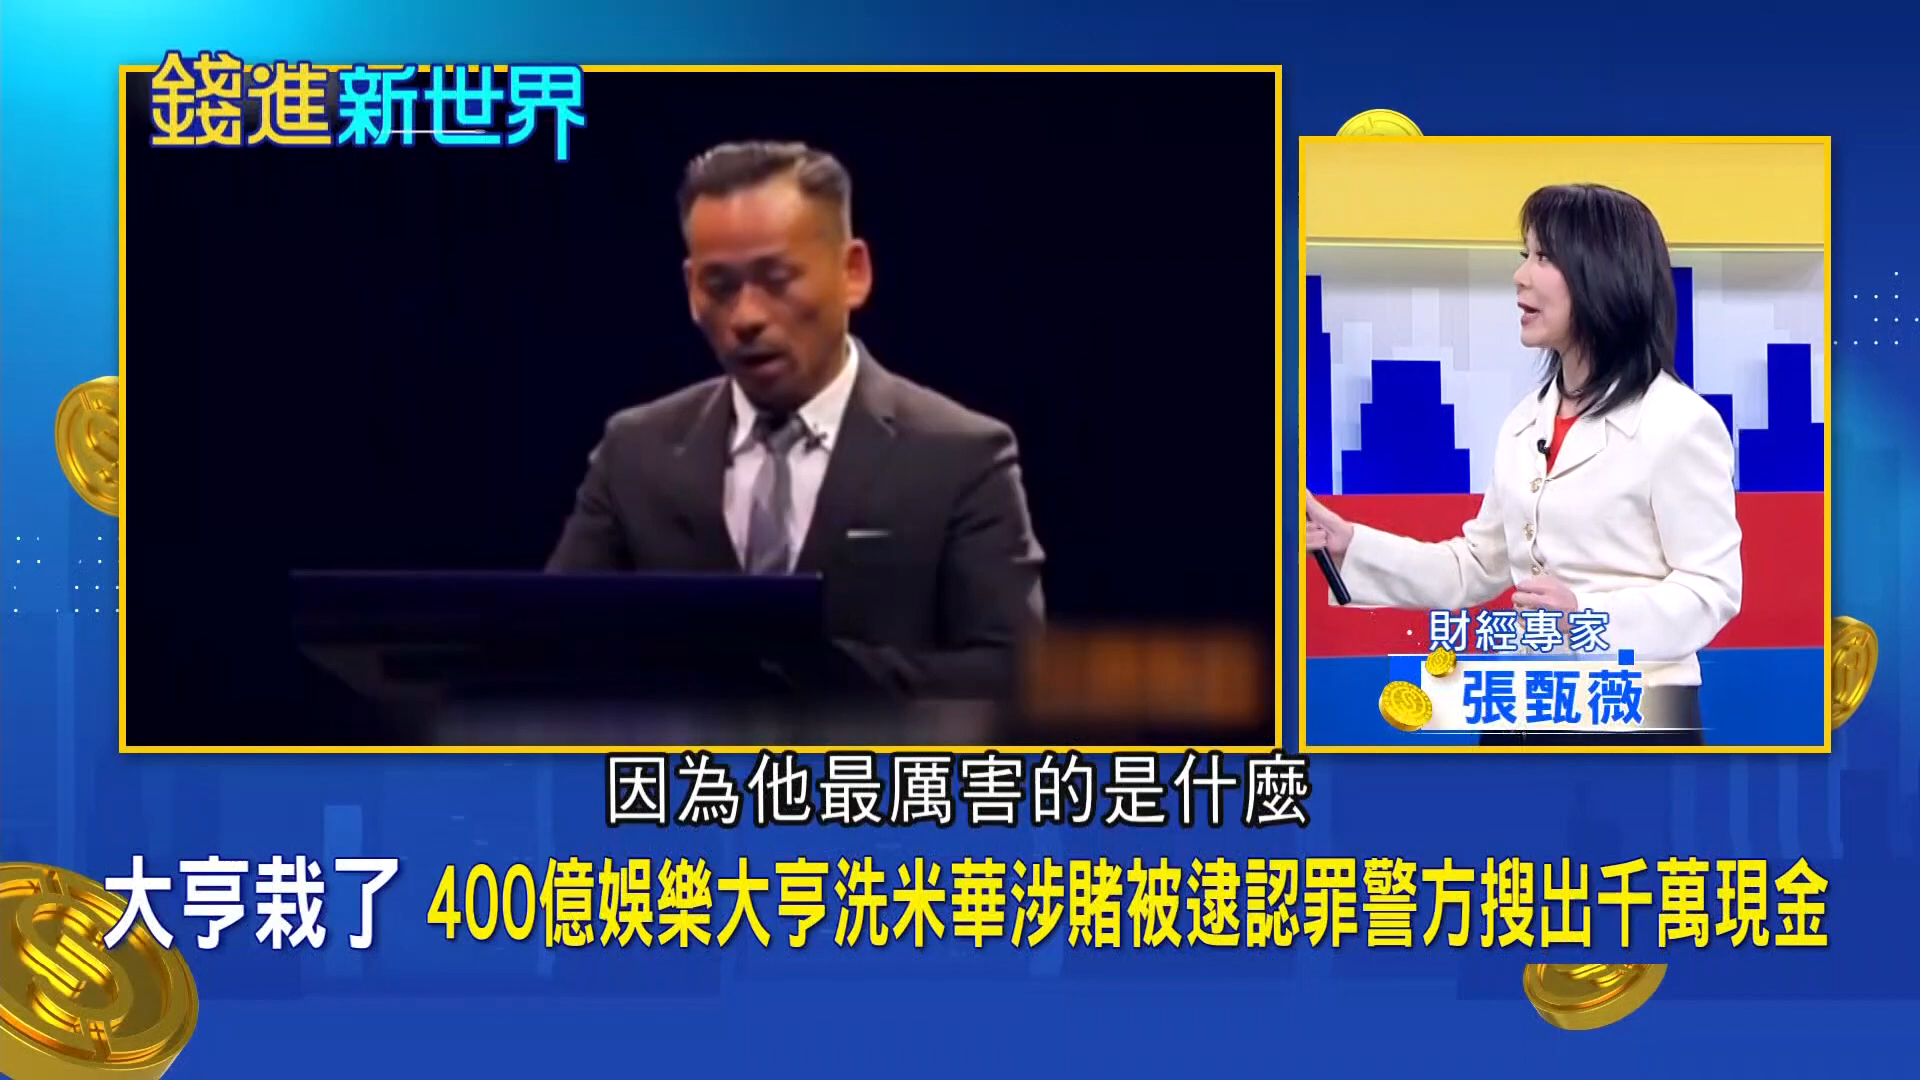 錢進新世界
財經專家
張甄薇
因為他最厲害的是什麼
大亨栽了 400億娛樂大亨洗米華涉賭被逮認罪警方搜出千萬現金